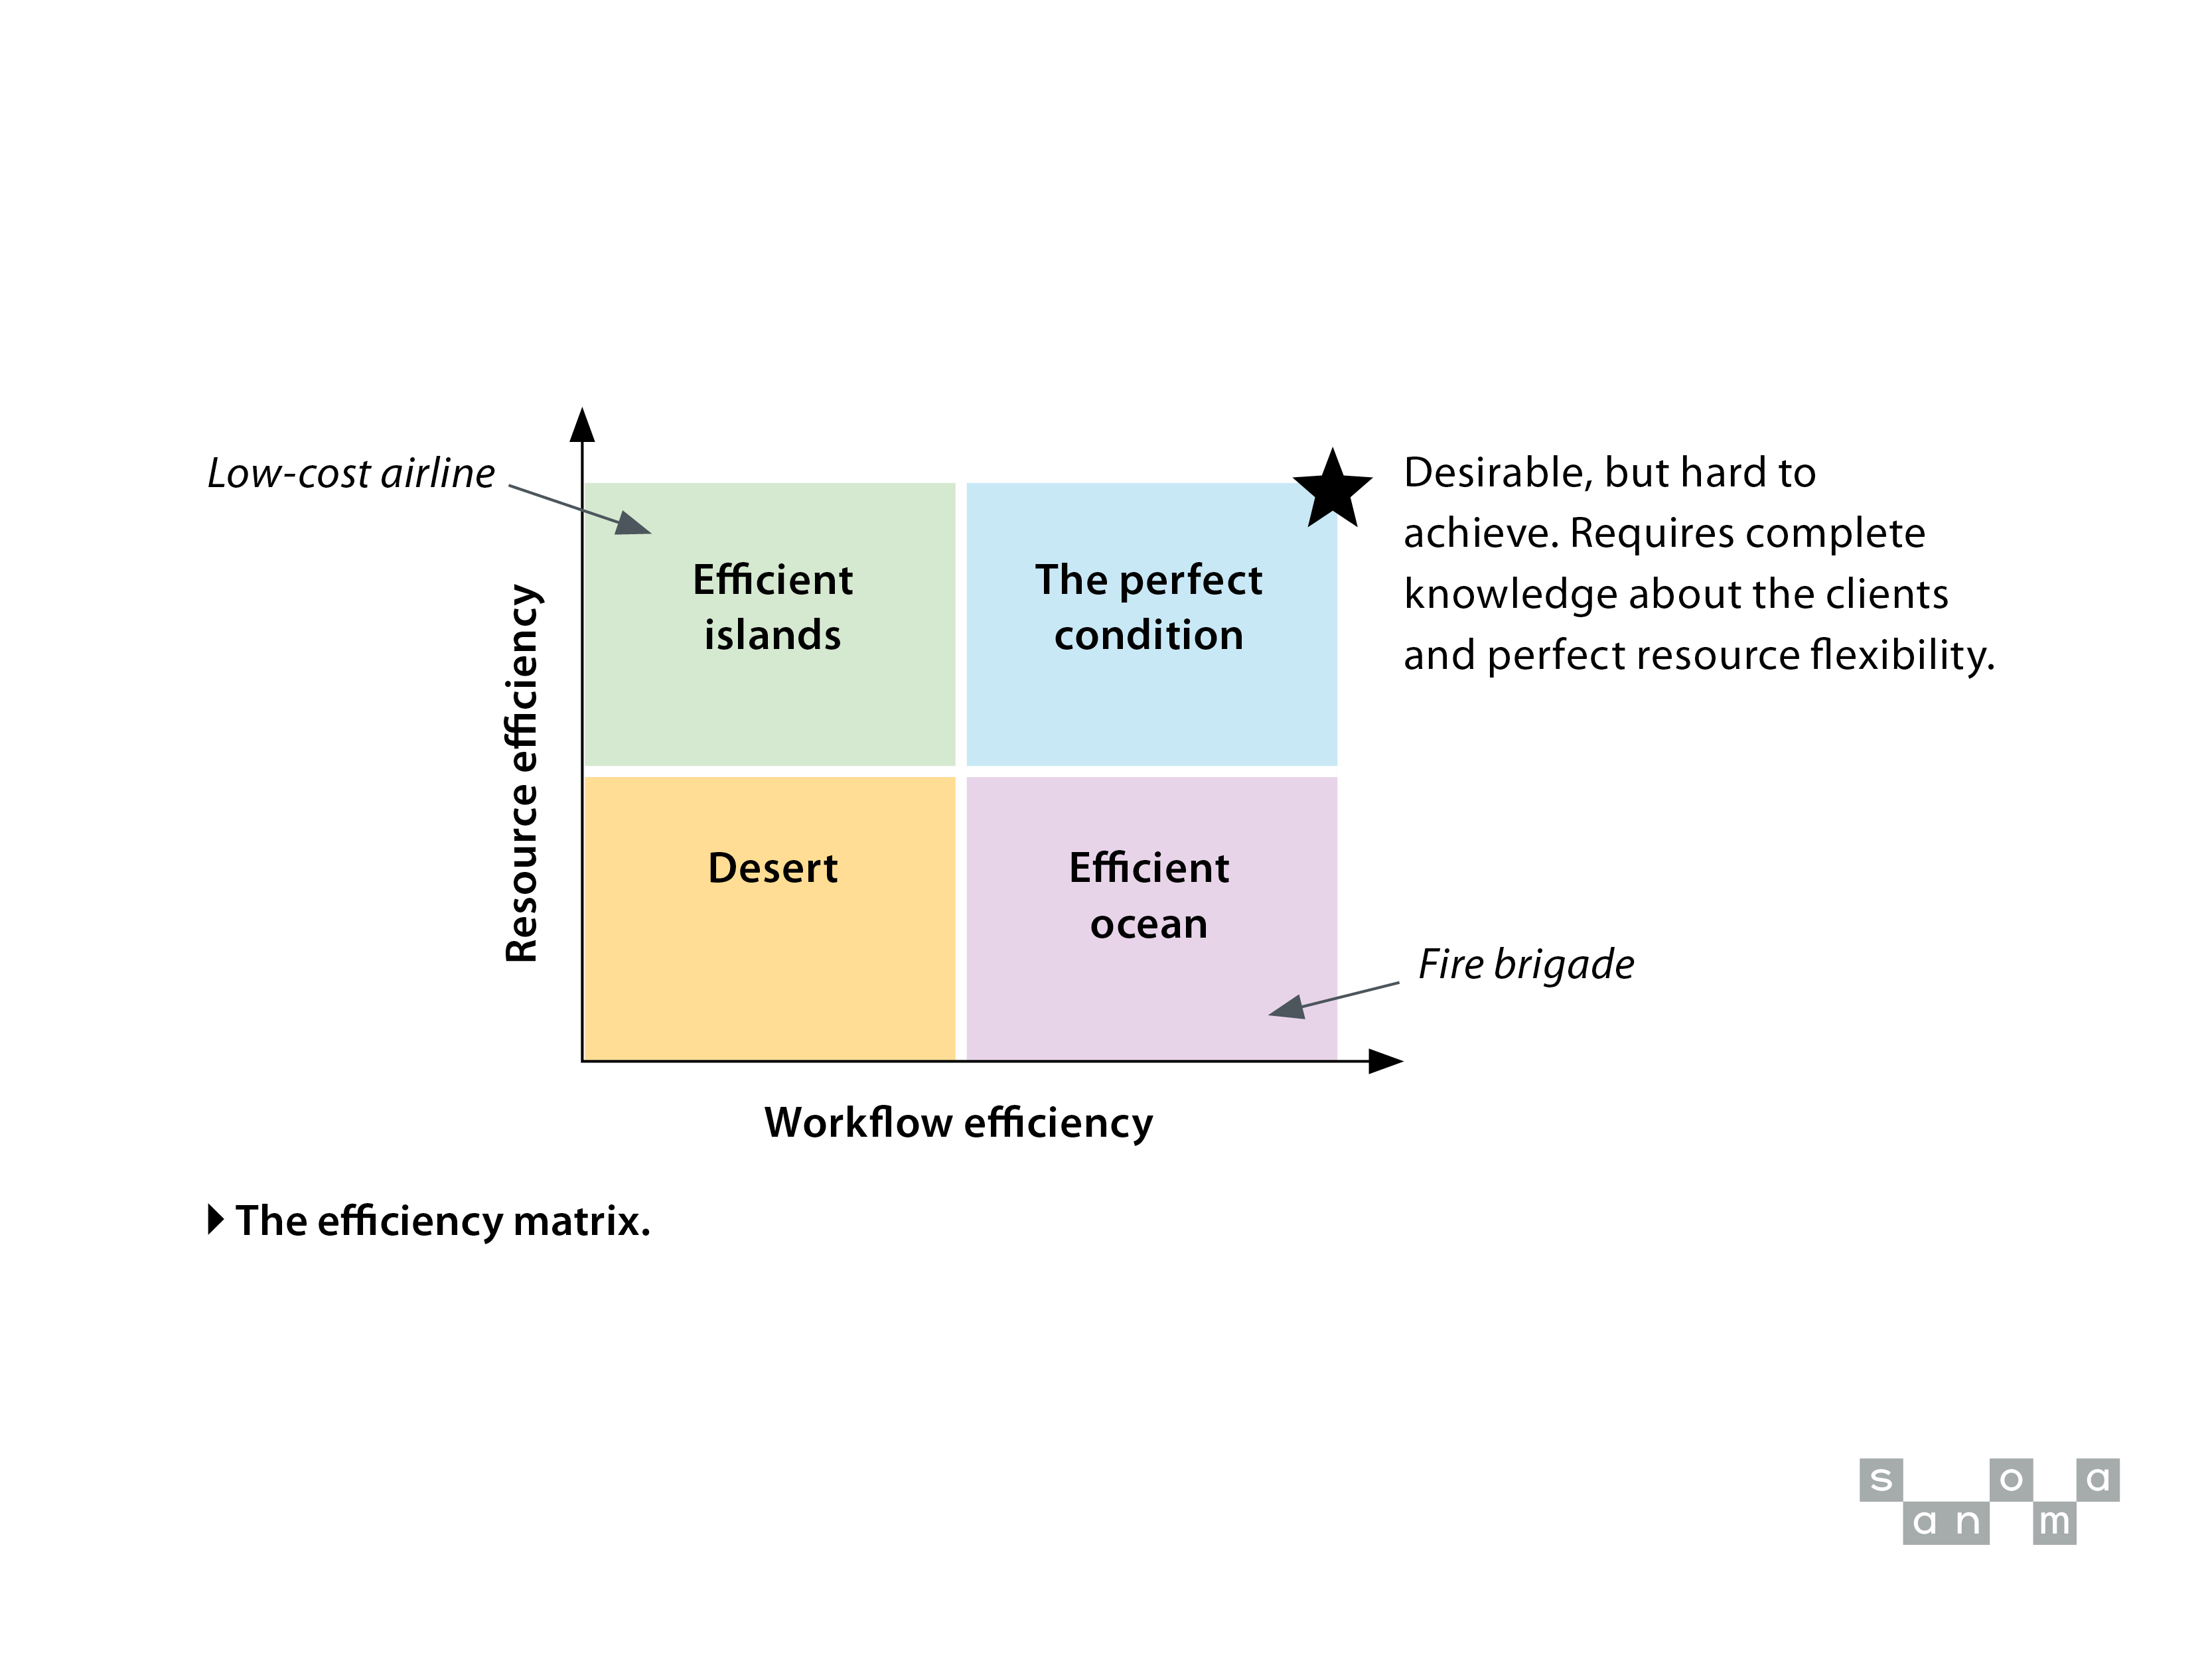 Low-cost airline
Desirable, but hard to
achieve. Requires complete
knowledge about the clients
and perfect resource flexibility.
Resource efficiency
Efficient
islands
The perfect
condition
Desert
Efficient
ocean
Fire brigade
Workflow efficiency
The efficiency matrix.
sanoma